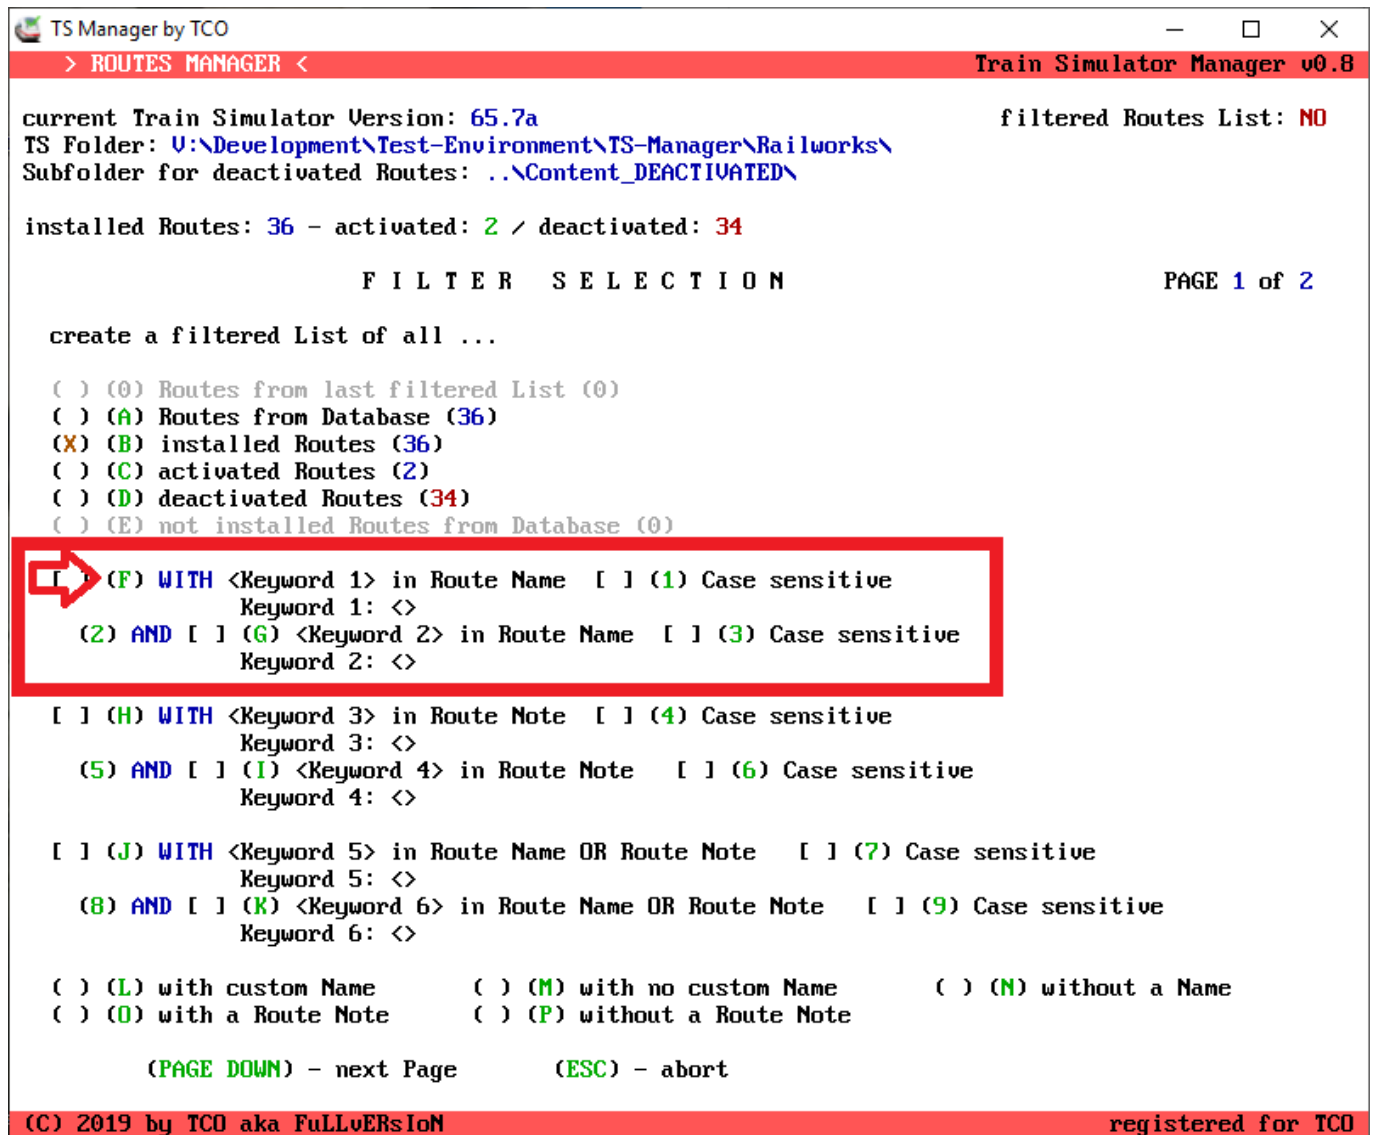 TS Manager by TCO
> ROUTES MANAGER < Train Simulator Manager v0.8
current Train Simulator Version: 65.7a filtered Routes List: NO
TS Folder: V:\Development\Test-Environment\TS-Manager\Railworks\
Subfolder for deactivated Routes: ..\Content_DEACTIVATED\
installed Routes: 36 - activated: 2 / deactivated: 34
F I L T E R   S E L E C T I O N PAGE 1 of 2
create a filtered List of all ...
( ) (0) Routes from last filtered List (0)
( ) (A) Routes from Database (36)
(X) (B) installed Routes (36)
( ) (C) activated Routes (2)
( ) (D) deactivated Routes (34)
( ) (E) not installed Routes from Database (0)
[ ] (F) WITH <Keyword 1> in Route Name [ ] (1) Case sensitive
Keyword 1: <>
(2) AND [ ] (G) <Keyword 2> in Route Name [ ] (3) Case sensitive
Keyword 2: <>
[ ] (H) WITH <Keyword 3> in Route Note [ ] (4) Case sensitive
Keyword 3: <>
(5) AND [ ] (I) <Keyword 4> in Route Note [ ] (6) Case sensitive
Keyword 4: <>
[ ] (J) WITH <Keyword 5> in Route Name OR Route Note [ ] (7) Case sensitive
Keyword 5: <>
(8) AND [ ] (K) <Keyword 6> in Route Name OR Route Note [ ] (9) Case sensitive
Keyword 6: <>
( ) (L) with custom Name ( ) (M) with no custom Name ( ) (N) without a Name
( ) (O) with a Route Note ( ) (P) without a Route Note
(PAGE DOWN) - next Page (ESC) - abort
(C) 2019 by TCO aka FuLLvERsIoN registered for TCO